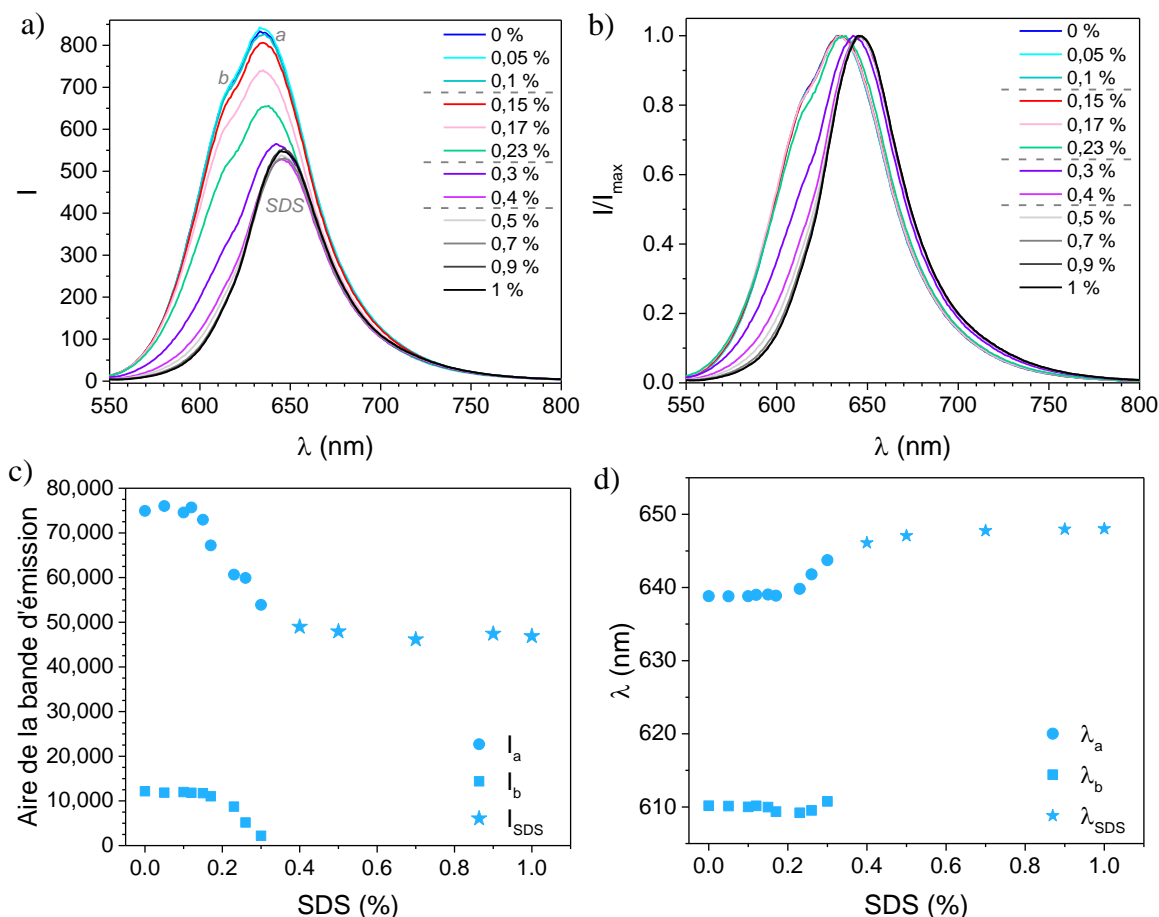 a)
I
800
700
600
500
400
300
200
100
0
a
b
SDS
0 %
0,05 %
0,1 %
0,15 %
0,17 %
0,23 %
0,3 %
0,4 %
0,5 %
0,7 %
0,9 %
1 %
550 600 650 700 750 800
λ (nm)
b)
I/Imax
1.0
0.8
0.6
0.4
0.2
0.0
0 %
0,05 %
0,1 %
0,15 %
0,17 %
0,23 %
0,3 %
0,4 %
0,5 %
0,7 %
0,9 %
1 %
550 600 650 700 750 800
λ (nm)
c)
Aire de la bande d'émission
80,000
70,000
60,000
50,000
40,000
30,000
20,000
10,000
0
Ia
Ib
ISDS
0.0 0.2 0.4 0.6 0.8 1.0
SDS (%)
d)
λ (nm)
650
640
630
620
610
λa
λb
λSDS
0.0 0.2 0.4 0.6 0.8 1.0
SDS (%)